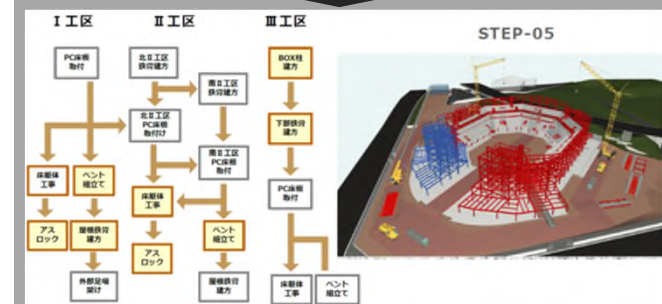 Ⅰ工区
Ⅱ工区
Ⅲ工区
STEP-05
PC床板
取付
北Ⅱ工区
鉄骨建方
南Ⅱ工区
鉄骨建方
BOX柱
建方
北Ⅱ工区
PC床板
取付け
下部鉄骨
建方
南Ⅱ工区
PC床板
取付
床躯体
工事
ベント
組立て
床躯体
工事
PC床板
取付
アス
ロック
屋根鉄骨
建方
アス
ロック
ベント
組立て
外部足場
架け
屋根鉄骨
建方
床躯体
工事
ベント
組立て